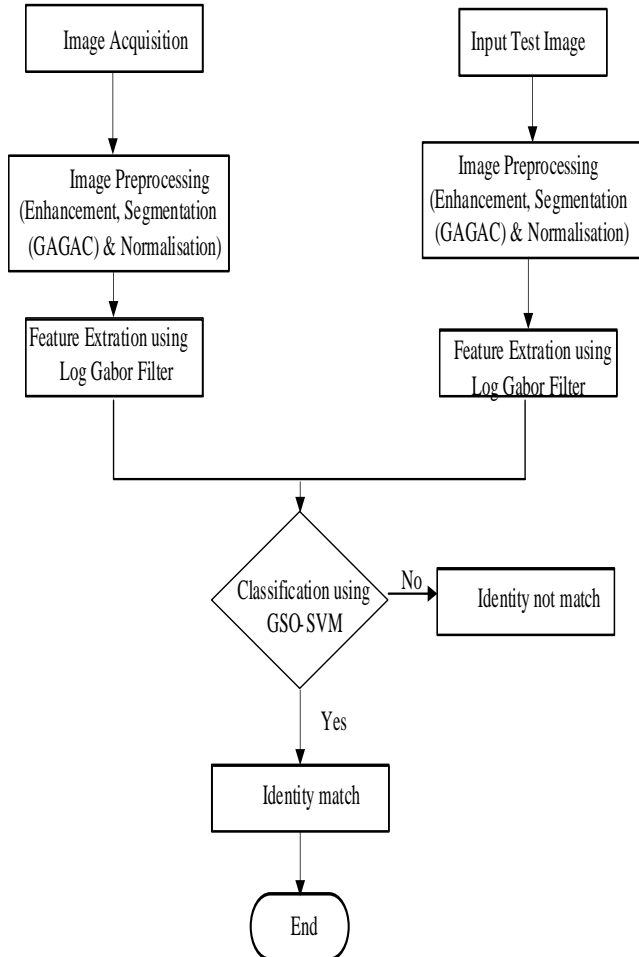 Image Acquisition
Input Test Image
Image Preprocessing
(Enhancement, Segmentation
(GAGAC) & Normalisation)
Image Preprocessing
(Enhancement, Segmentation
(GAGAC) & Normalisation)
Feature Extration using
Log Gabor Filter
Feature Extration using
Log Gabor Filter
Classification using
GSO-SVM
No
Identity not match
Yes
Identity match
End